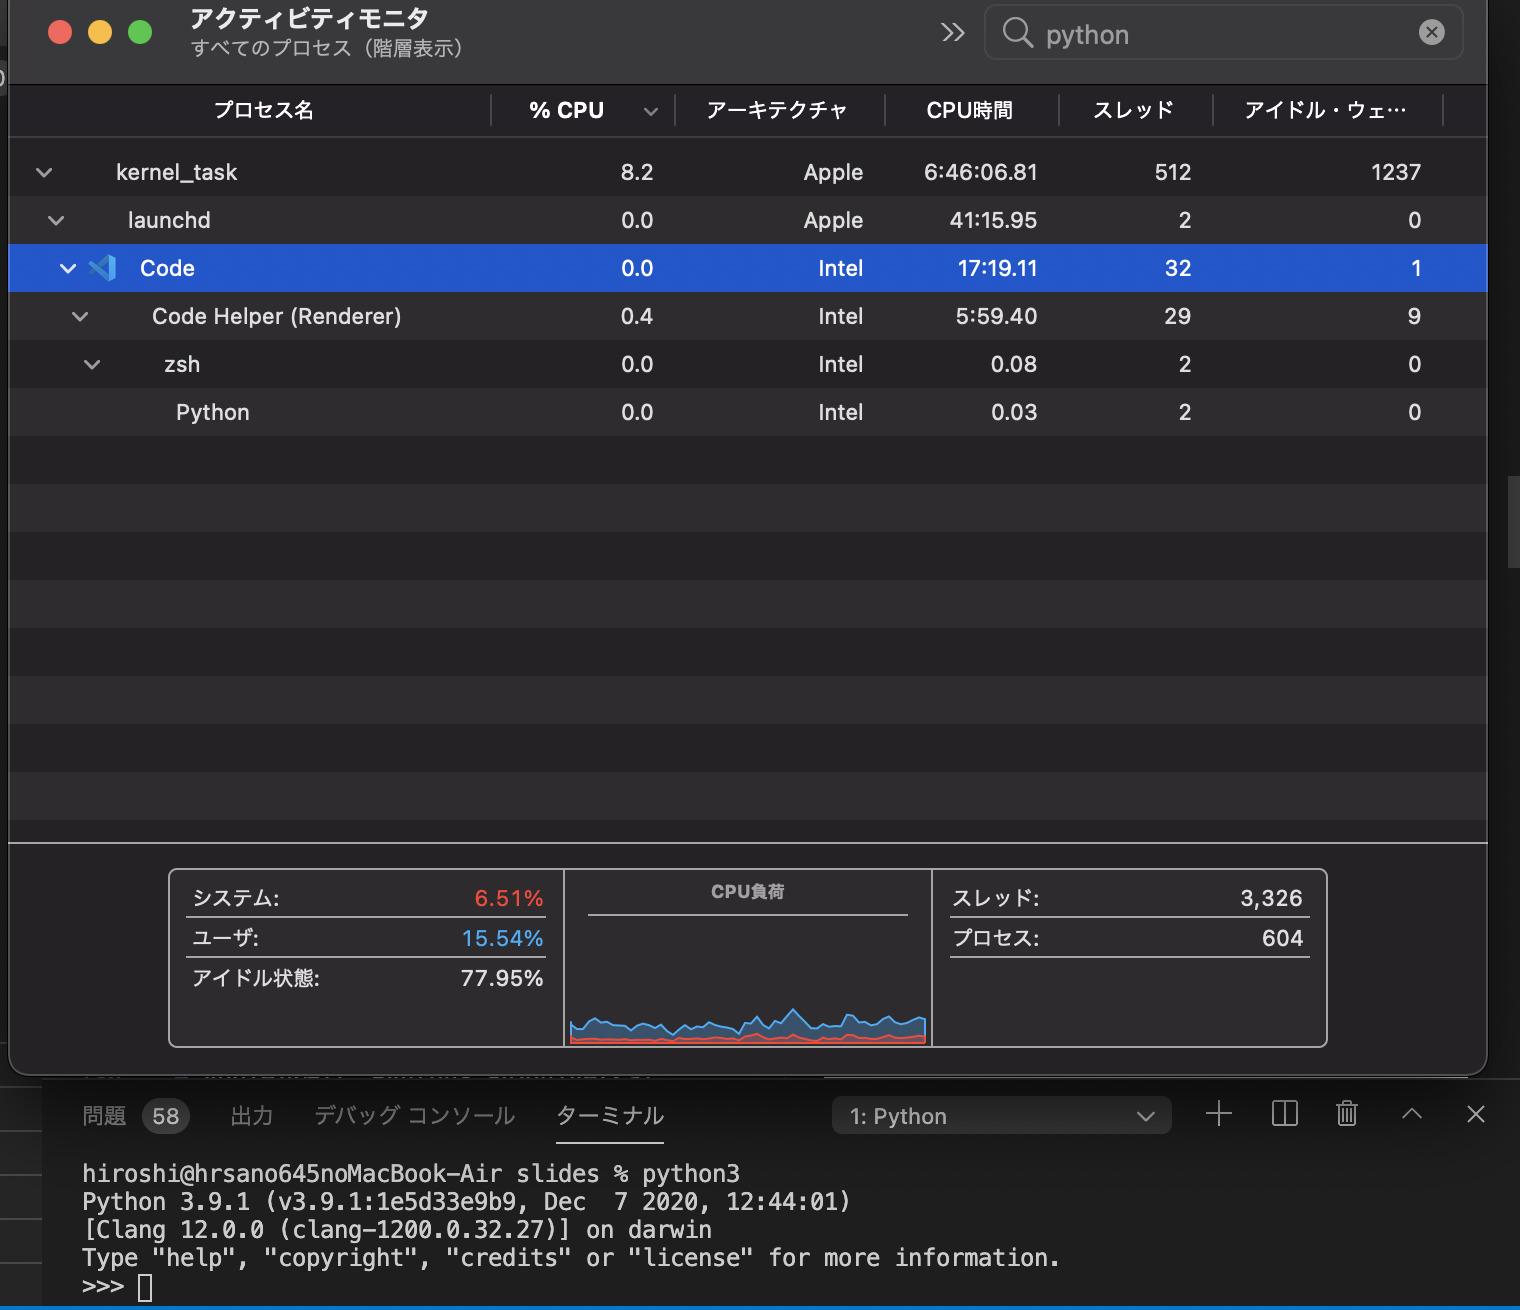 アクティビティモニタ
すべてのプロセス（階層表示）
python
プロセス名 % CPU アーキテクチャ CPU時間 スレッド アイドル・ウェ…
kernel_task 8.2 Apple 6:46:06.81 512 1237
launchd 0.0 Apple 41:15.95 2 0
Code 0.0 Intel 17:19.11 32 1
Code Helper (Renderer) 0.4 Intel 5:59.40 29 9
zsh 0.0 Intel 0.08 2 0
Python 0.0 Intel 0.03 2 0
システム: 6.51%
ユーザ: 15.54%
アイドル状態: 77.95%
CPU負荷
スレッド: 3,326
プロセス: 604
問題 58 出力 デバッグ コンソール ターミナル 1: Python
hiroshi@hrsano645noMacBook-Air slides % python3
Python 3.9.1 (v3.9.1:1e5d33e9b9, Dec  7 2020, 12:44:01)
[Clang 12.0.0 (clang-1200.0.32.27)] on darwin
Type "help", "copyright", "credits" or "license" for more information.
>>>